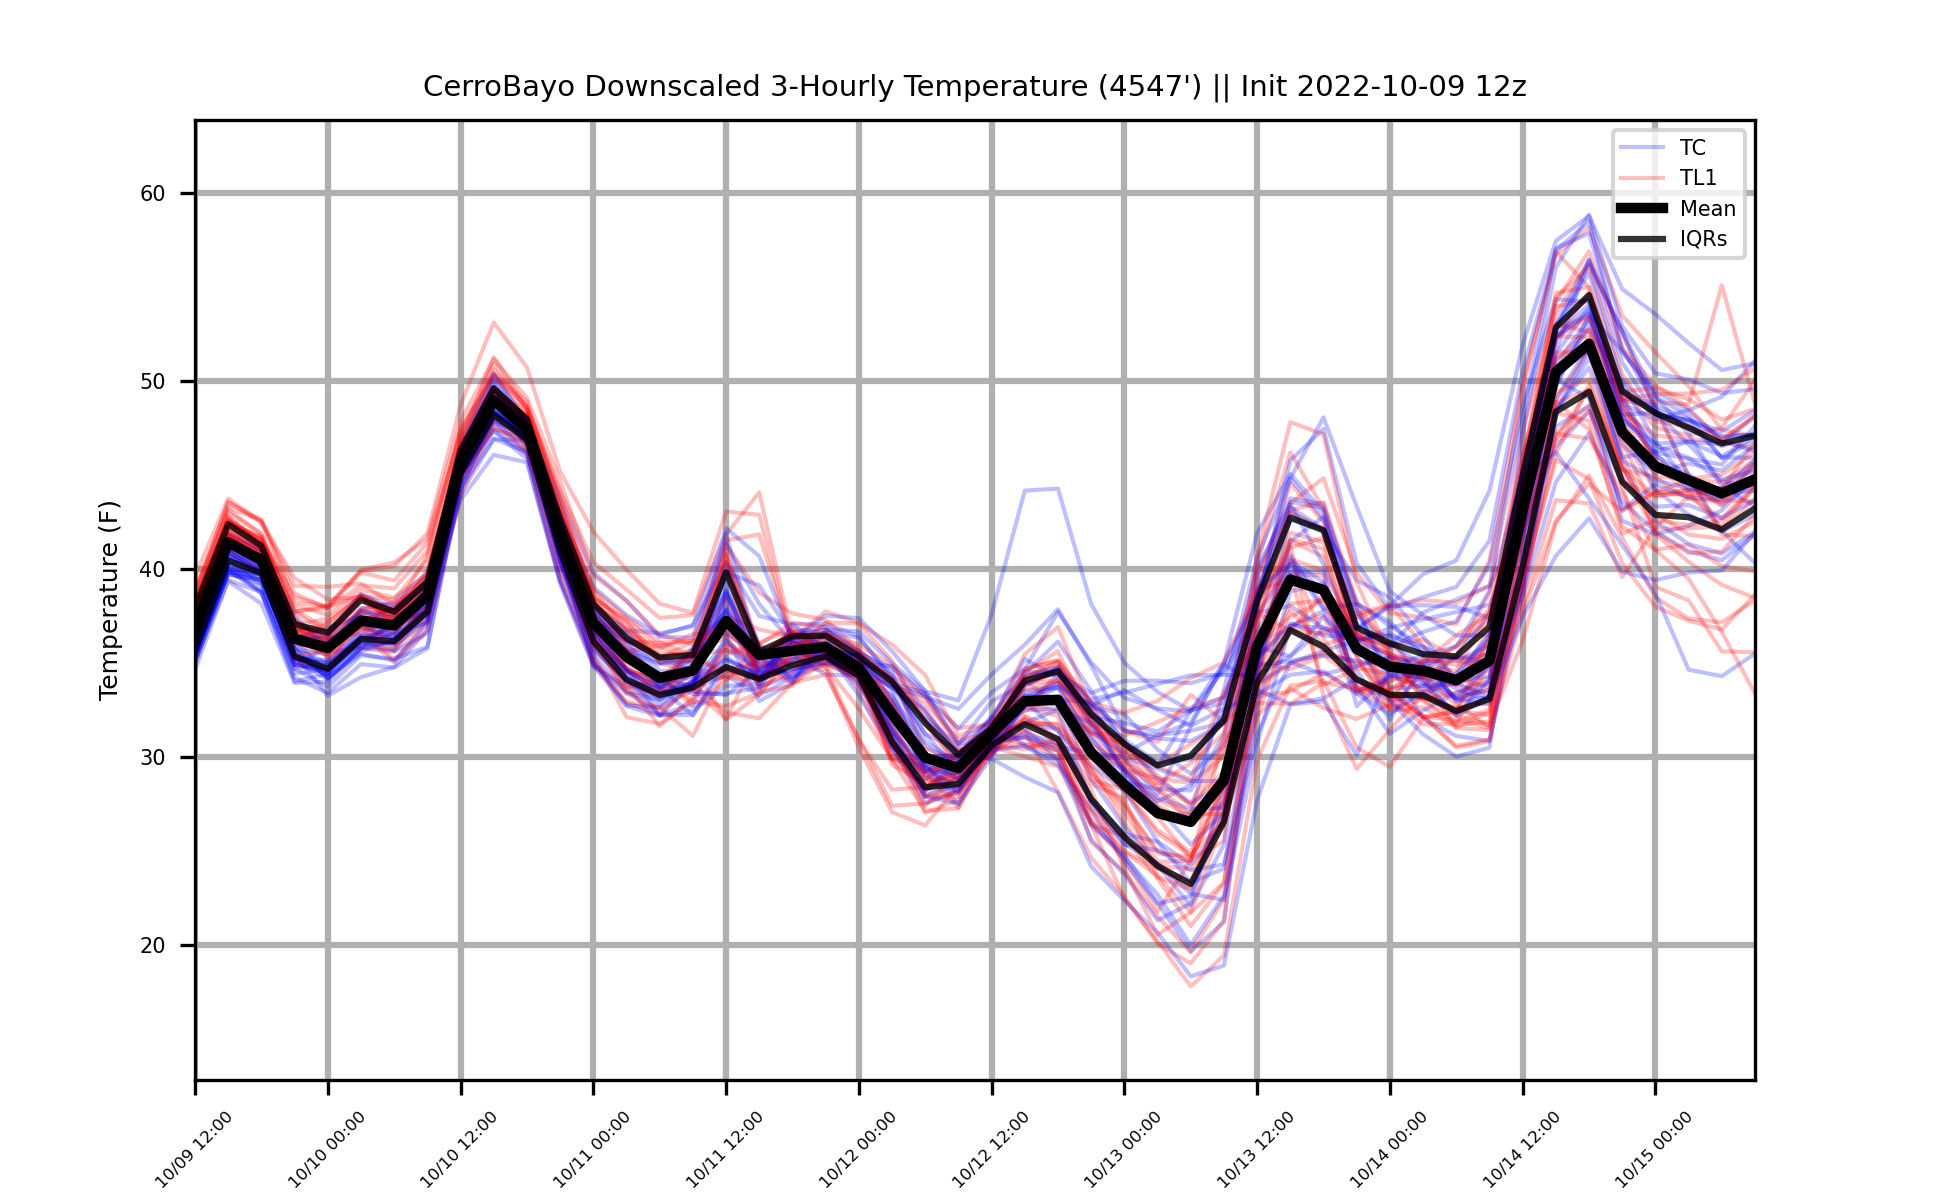 CerroBayo Downscaled 3-Hourly Temperature (4547') || Init 2022-10-09 12z
TC
TL1
Mean
IQRs
Temperature (F)
60
50
40
30
20
10/09 12:00
10/10 00:00
10/10 12:00
10/11 00:00
10/11 12:00
10/12 00:00
10/12 12:00
10/13 00:00
10/13 12:00
10/14 00:00
10/14 12:00
10/15 00:00